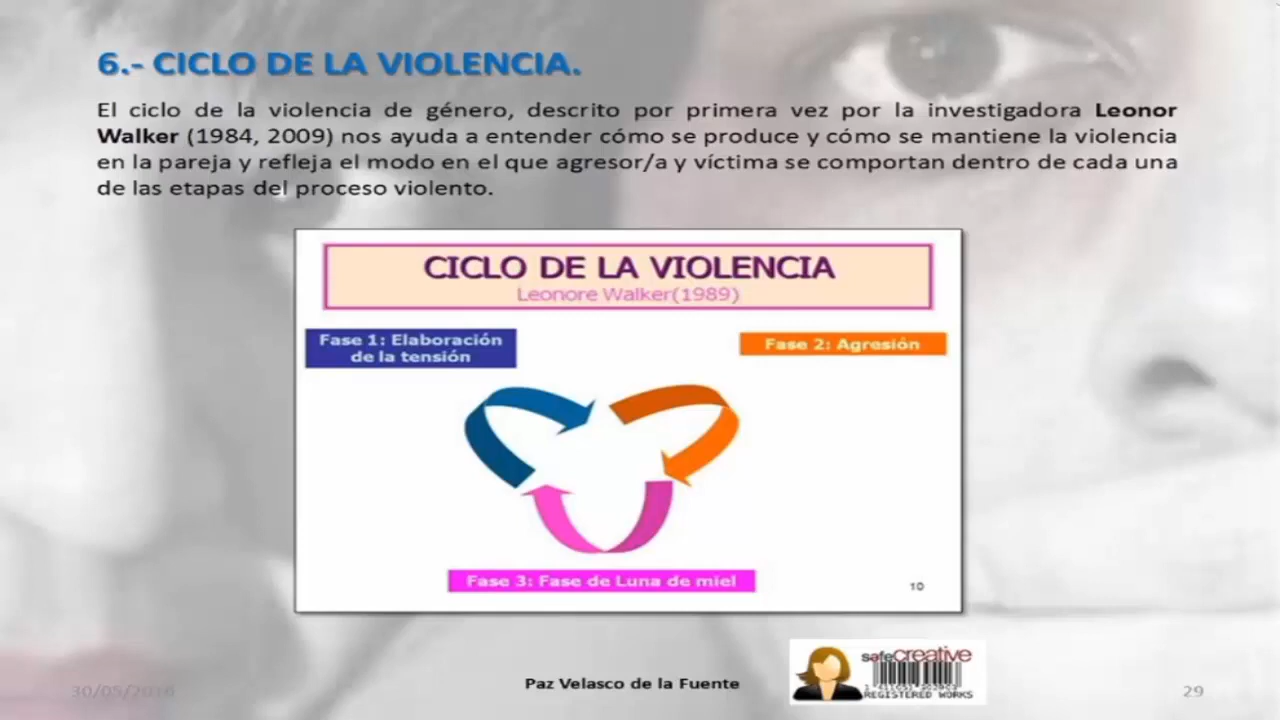 6.- CICLO DE LA VIOLENCIA.
El ciclo de la violencia de género, descrito por primera vez por la investigadora Leonor
Walker (1984, 2009) nos ayuda a entender cómo se produce y cómo se mantiene la violencia
en la pareja y refleja el modo en el que agresor/a y víctima se comportan dentro de cada una
de las etapas del proceso violento.
CICLO DE LA VIOLENCIA
Leonore Walker(1989)
Fase 1: Elaboración
de la tensión
Fase 2: Agresión
Fase 3: Fase de Luna de miel
10
safecreative
REGISTERED WORKS
Paz Velasco de la Fuente
29